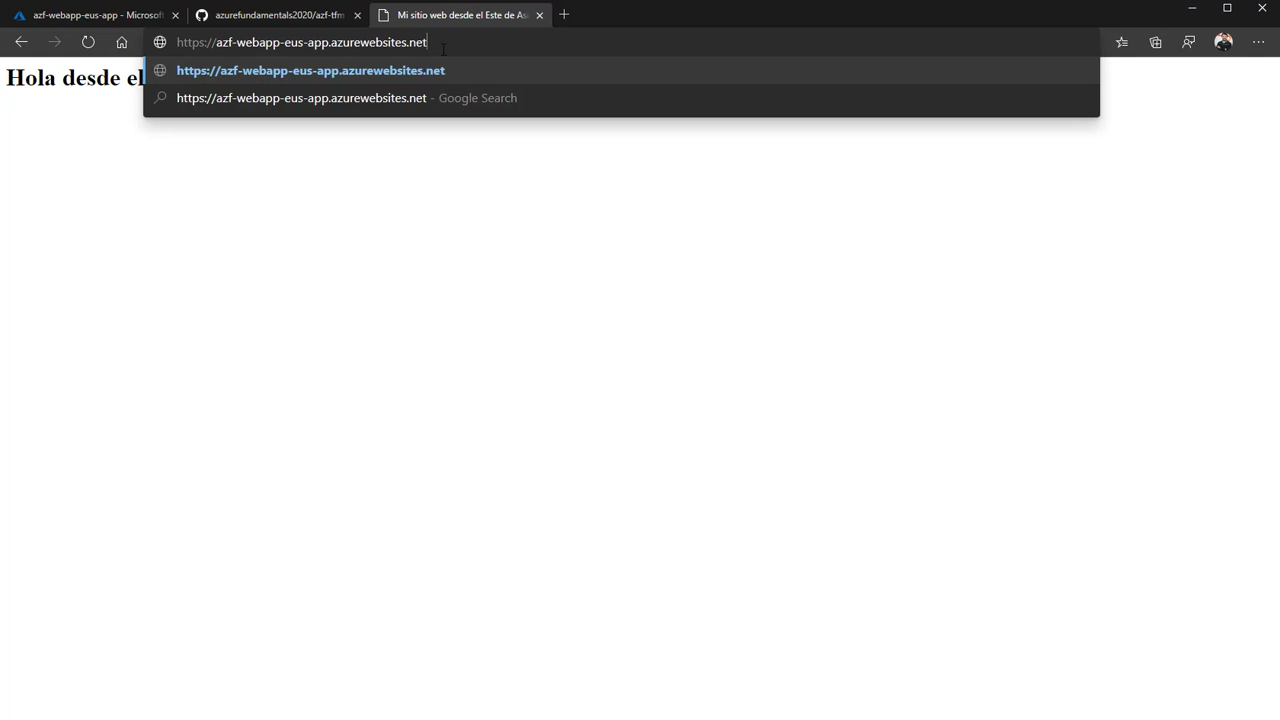 azf-webapp-eus-app - Microsoft
azurefundamentals2020/azf-tfm
Mi sitio web desde el Este de Asi
https://azf-webapp-eus-app.azurewebsites.net
https://azf-webapp-eus-app.azurewebsites.net
https://azf-webapp-eus-app.azurewebsites.net - Google Search
Hola desde el